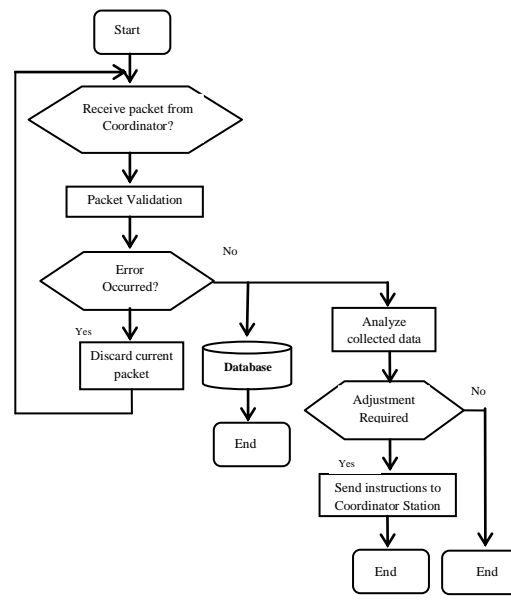 Start
Receive packet from
Coordinator?
Packet Validation
Error
Occurred?
No
Yes
Discard current
packet
Database
End
Analyze
collected data
Adjustment
Required
No
Yes
Send instructions to
Coordinator Station
End
End